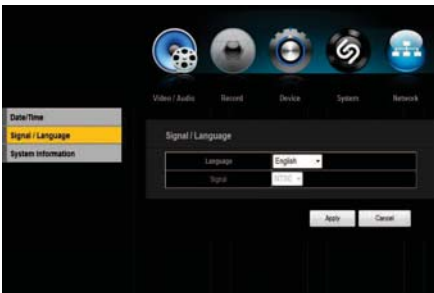 Video / Audio Record Device System Network
Date/Time
Signal / Language
System Information
Signal / Language
Language English
Signal NTSC
Apply Cancel